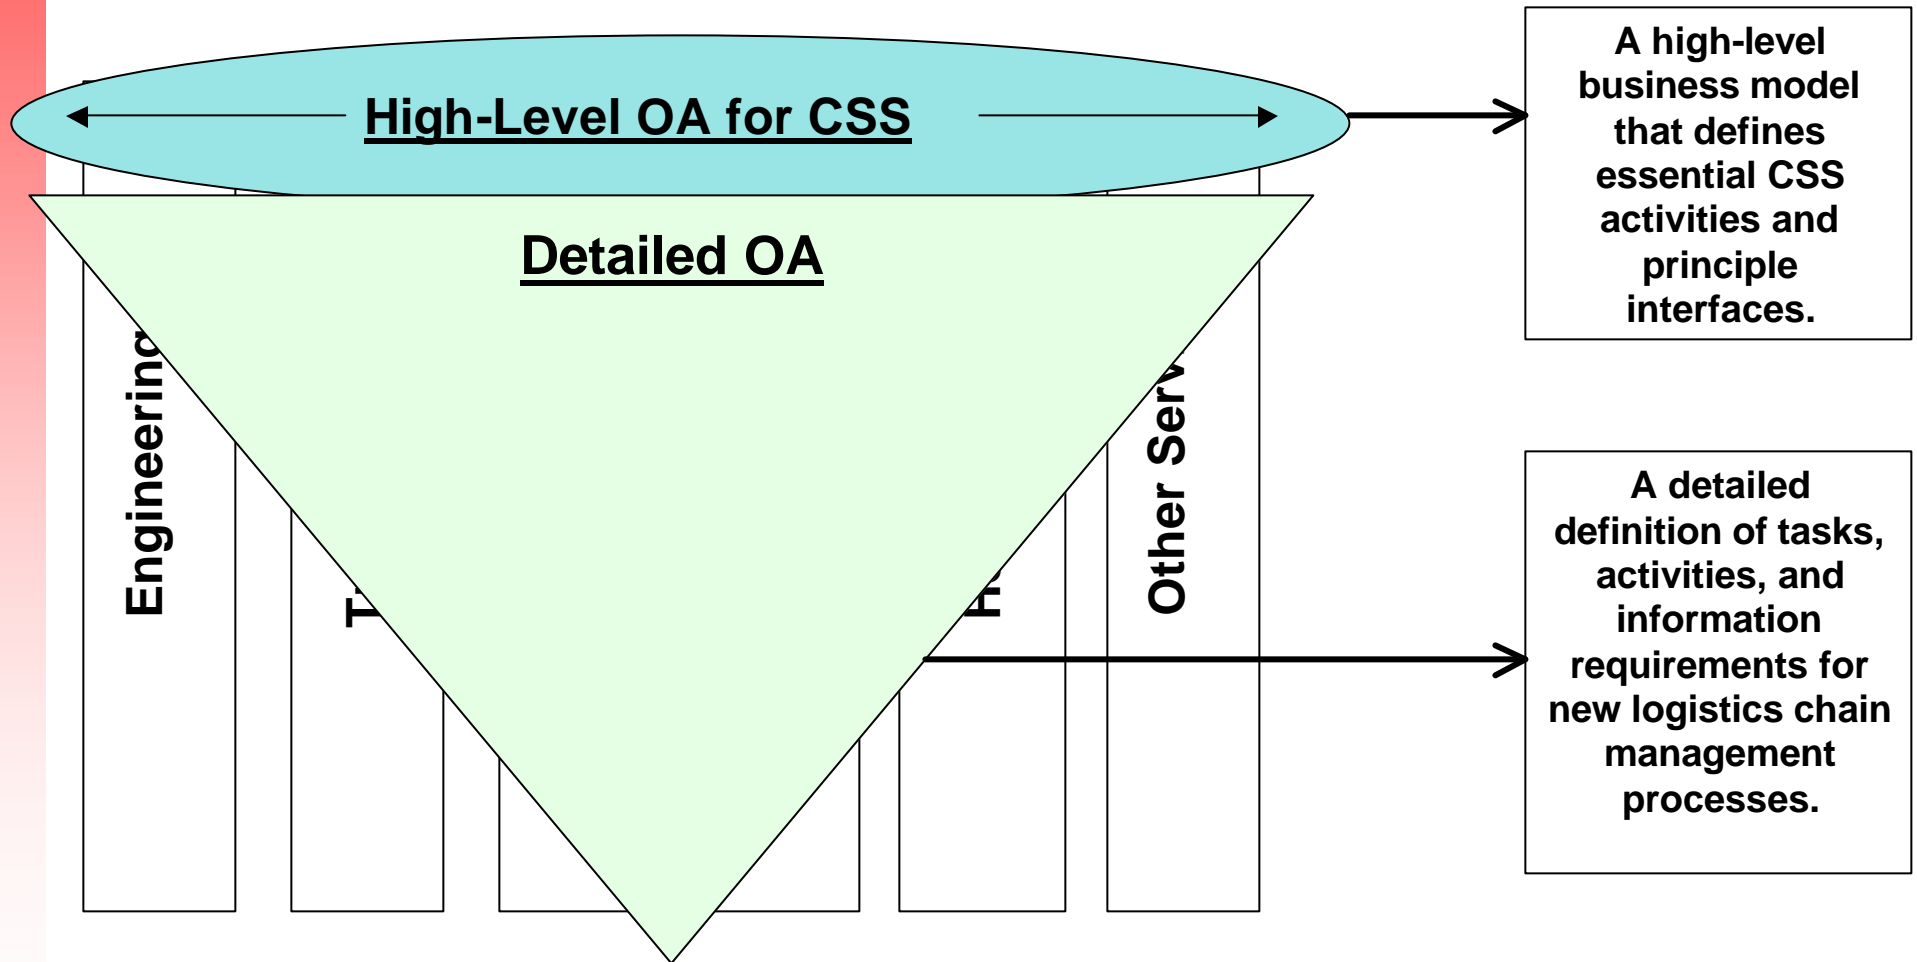 High-Level OA for CSS
Detailed OA
Engineering
Other
A high-level
business model
that defines
essential CSS
activities and
principle
interfaces.
A detailed
definition of tasks,
activities, and
information
requirements for
new logistics chain
management
processes.